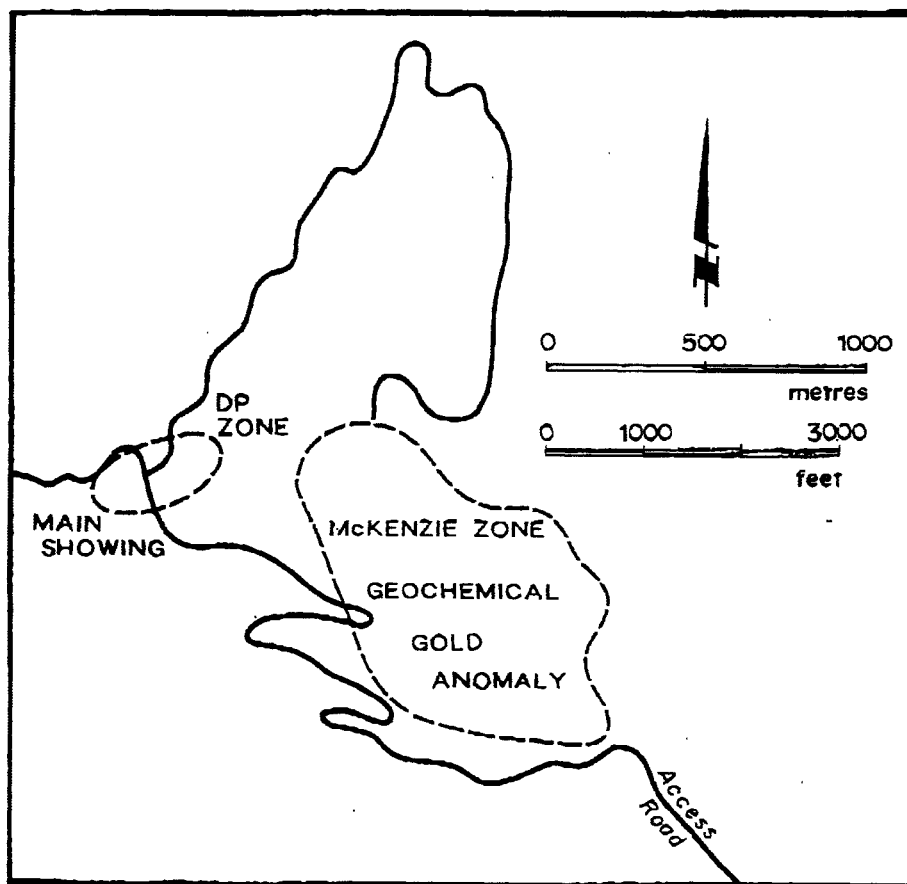 N
0 500 1000
metres
0 1000 3000
feet
DP
ZONE
MAIN
SHOWING
McKENZIE ZONE
GEOCHEMICAL
GOLD
ANOMALY
Access
Road